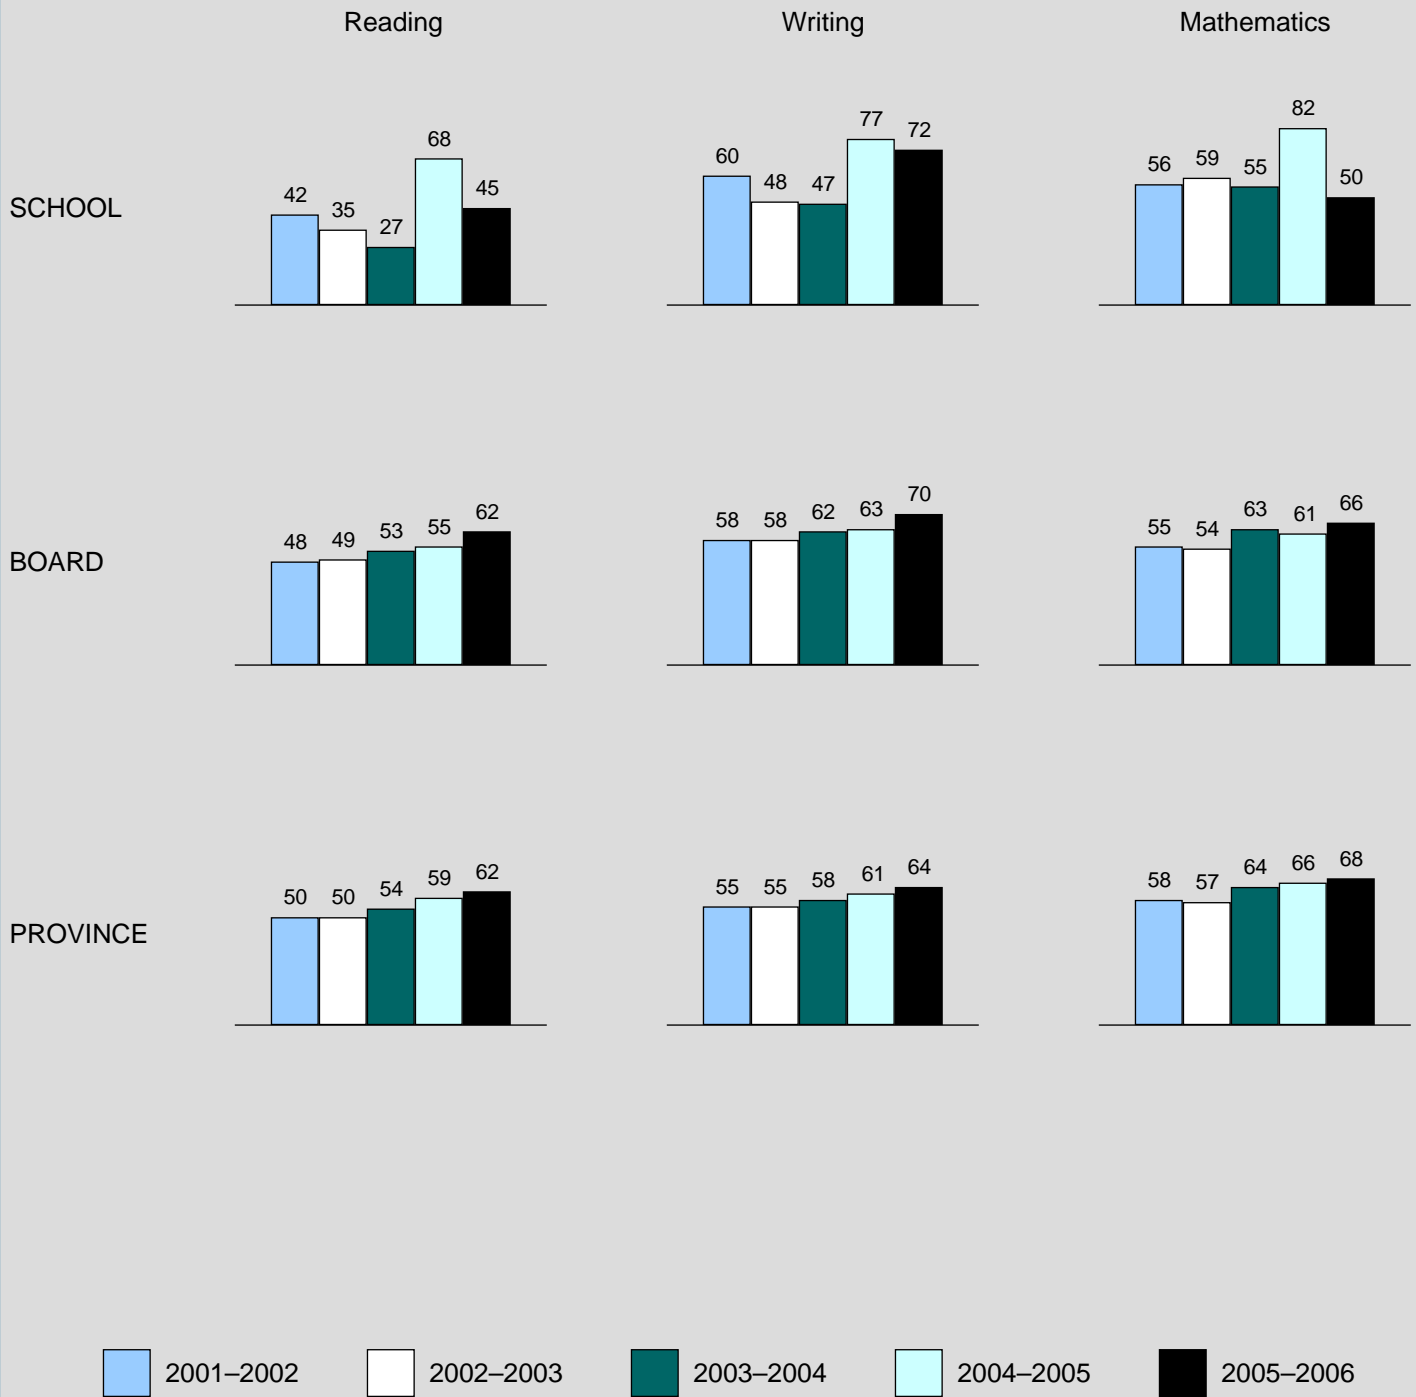 Reading Writing Mathematics
SCHOOL
42 35 27 68 45
60 48 47 77 72
56 59 55 82 50
BOARD
48 49 53 55 62
58 58 62 63 70
55 54 63 61 66
PROVINCE
50 50 54 59 62
55 55 58 61 64
58 57 64 66 68
2001–2002 2002–2003 2003–2004 2004–2005 2005–2006